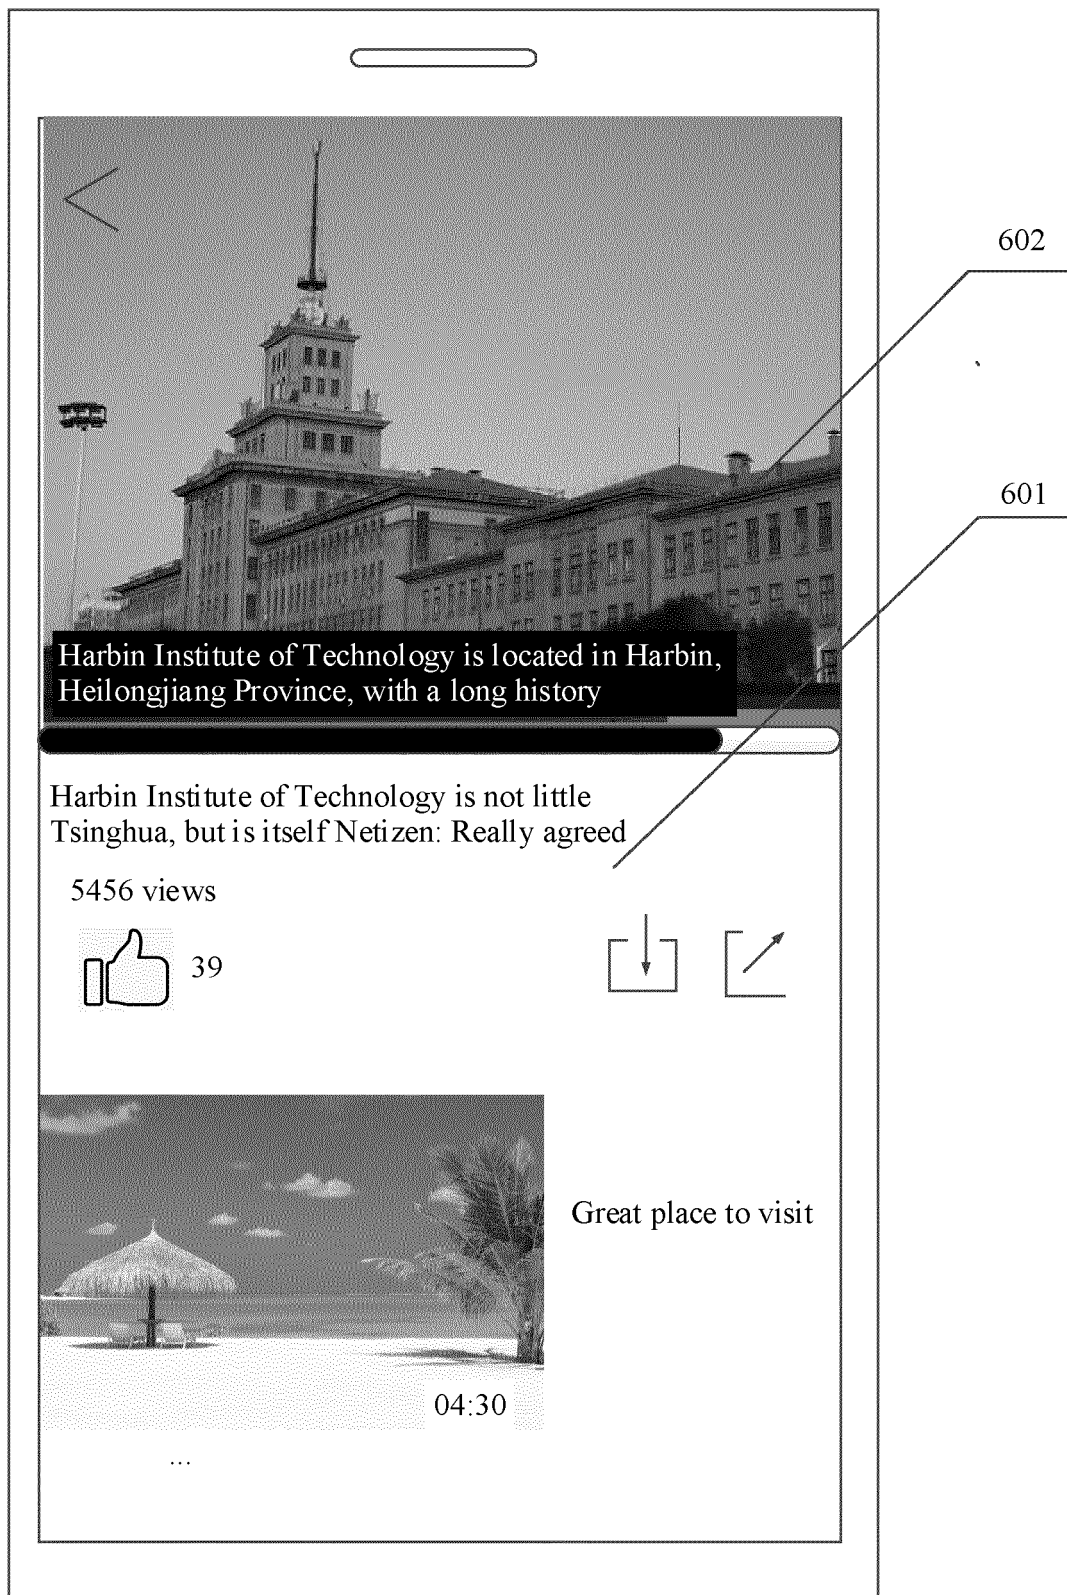 602
601
Harbin Institute of Technology is located in Harbin,
Heilongjiang Province, with a long history
Harbin Institute of Technology is not little
Tsinghua, but is itself Netizen: Really agreed
5456 views
39
Great place to visit
04:30
...